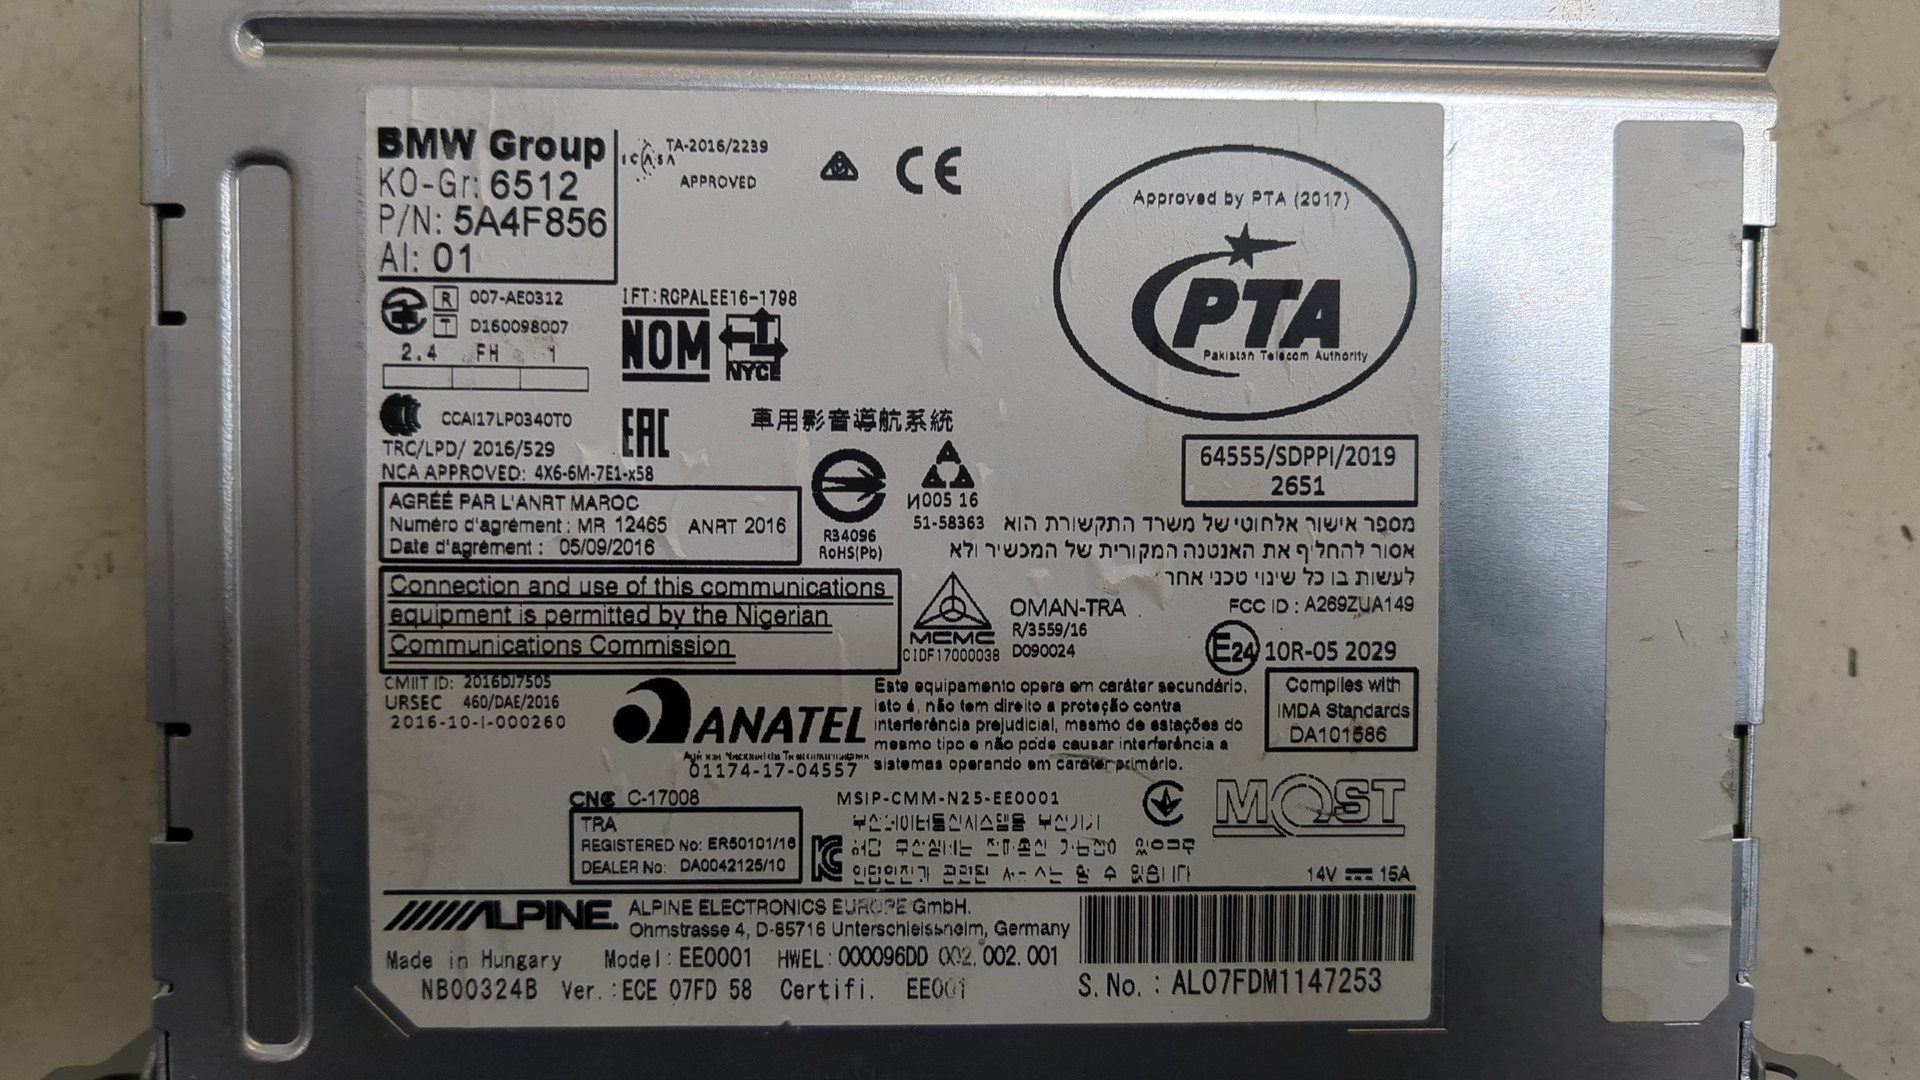 BMW Group
KO-Gr: 6512
P/N: 5A4F856
AI: 01
ICASA TA-2016/2239
APPROVED
CE
Approved by PTA (2017)
PTA
Pakistan Telecom Authority
R 007-AE0312
T D160098007
2.4 FH 1
IFT:RCPALEE16-1798
NOM NYCE
CCAI17LP0340T0
TRC/LPD/ 2016/529
NCA APPROVED: 4X6-6M-7E1-x58
EAC
車用影音導航系統
AGRÉÉ PAR L'ANRT MAROC
Numéro d'agrément : MR 12465 ANRT 2016
Date d'agrément : 05/09/2016
R34096
RoHS(Pb)
И005 16
51-58363
64555/SDPPI/2019
2651
מספר אישור אלחוטי של משרד התקשורת הוא
אסור להחליף את האנטנה המקורית של המכשיר ולא
לעשות בו כל שינוי טכני אחר
Connection and use of this communications
equipment is permitted by the Nigerian
Communications Commission
MCMC
CIDF17000038
OMAN-TRA
R/3559/16
D090024
FCC ID : A269ZUA149
E24 10R-05 2029
CMIIT ID: 2016DJ7505
URSEC 460/DAE/2016
2016-10-I-000260
ANATEL
01174-17-04557
Este equipamento opera em caráter secundário,
isto é, não tem direito a proteção contra
interferência prejudicial, mesmo de estações do
mesmo tipo e não pode causar interferência a
sistemas operando em caráter primário.
Complies with
IMDA Standards
DA101586
CNC C-17008
TRA
REGISTERED No: ER50101/16
DEALER No: DA0042125/10
MSIP-CMM-N25-EE0001
MOST
14V 15A
ALPINE
ALPINE ELECTRONICS EUROPE GmbH.
Ohmstrasse 4, D-85716 Unterschleissheim, Germany
Made in Hungary Model: EE0001 HWEL: 000096DD 002. 002. 001
NB00324B Ver.: ECE 07FD 58 Certifi. EE001
S. No. : AL07FDM1147253